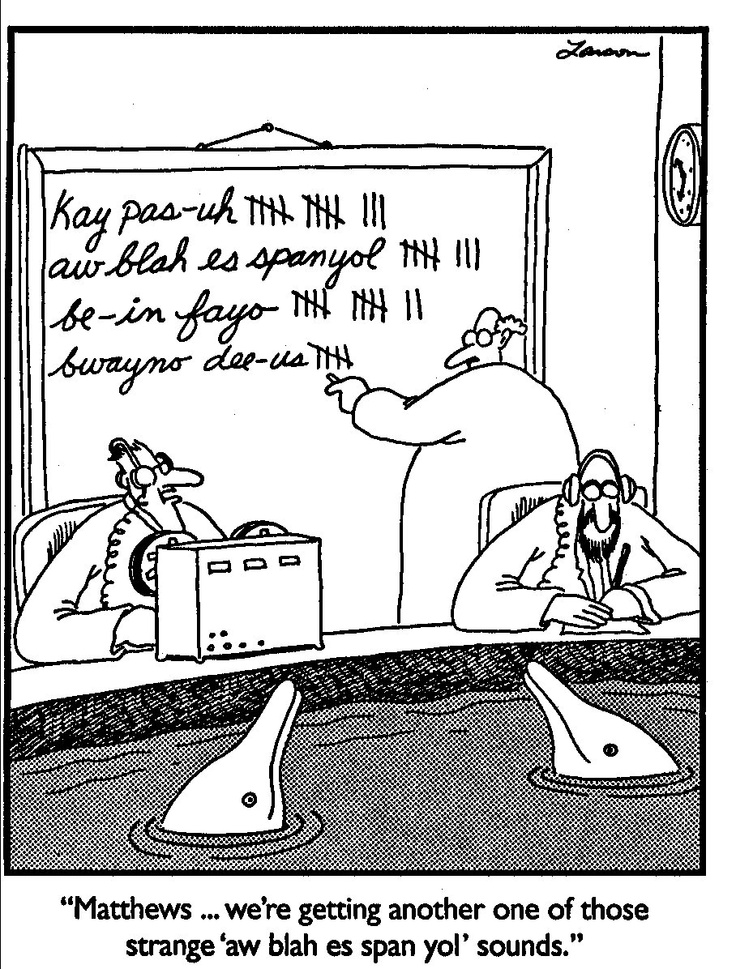 Larson
Kay pas-uh
aw blah es spanyol
be-in fayo
bwayno dee-us
“Matthews ... we’re getting another one of those
strange ‘aw blah es span yol’ sounds.”